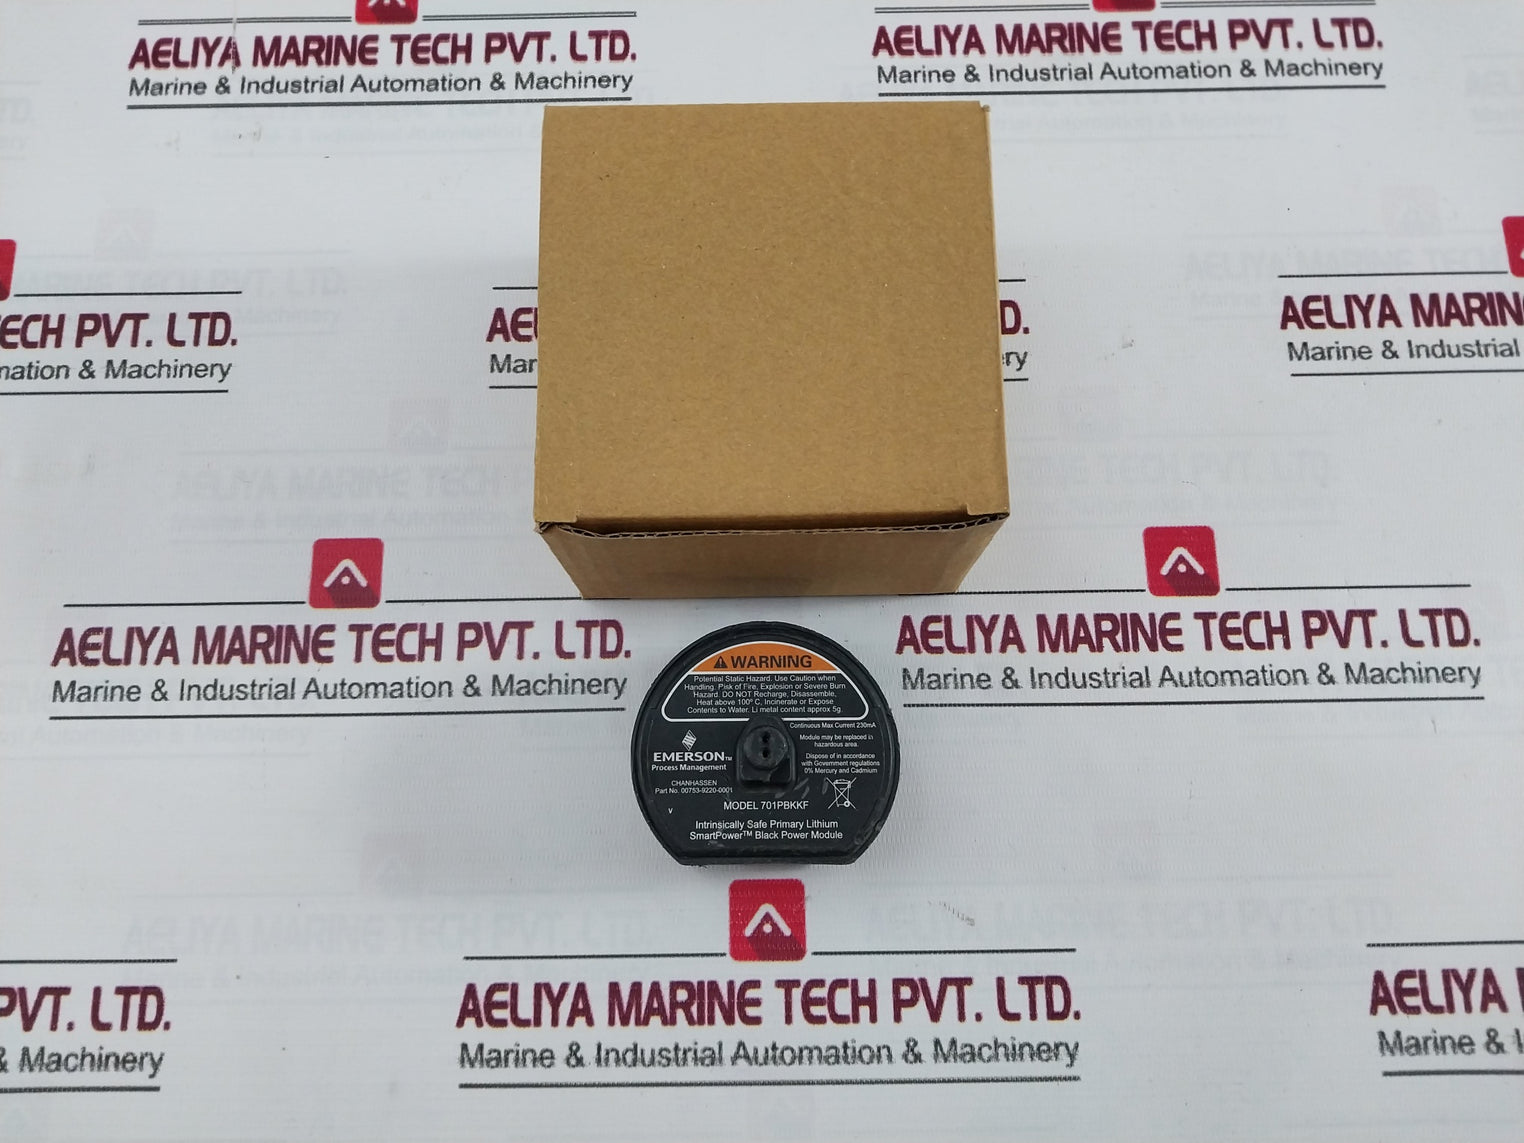 AELIYA MARINE TECH PVT. LTD.
Marine & Industrial Automation & Machinery
AELIYA MARINE TECH PVT. LTD.
Marine & Industrial Automation & Machinery
TECH PVT. LTD.
& Machinery
AELIYA MARIN
Marine & Industrial
AELIYA MARINE TECH PVT. LTD.
Marine & Industrial Automation & Machinery
AELIYA MARINE TECH PVT. LTD.
Marine & Industrial Automation & Machinery
WARNING
Potential Static Hazard. Use Caution when
Handling. Risk of Fire, Explosion or Severe Burn
Hazard. DO NOT Recharge, Disassemble,
Heat above 100° C, Incinerate or Expose
Contents to Water. Li metal content approx 5g.
Continuous Max Current 230mA
Module may be replaced in
hazardous area.
Dispose of in accordance
with Government regulations
0% Mercury and Cadmium
EMERSON™
Process Management
CHANHASSEN
Part No. 00753-9220-0001
V
MODEL 701PBKKF
Intrinsically Safe Primary Lithium
SmartPower™ Black Power Module
PVT. LTD.
& Machinery
AELIYA MARINE TECH PVT. LTD.
Marine & Industrial Automation & Machinery
AELIYA
Marine &